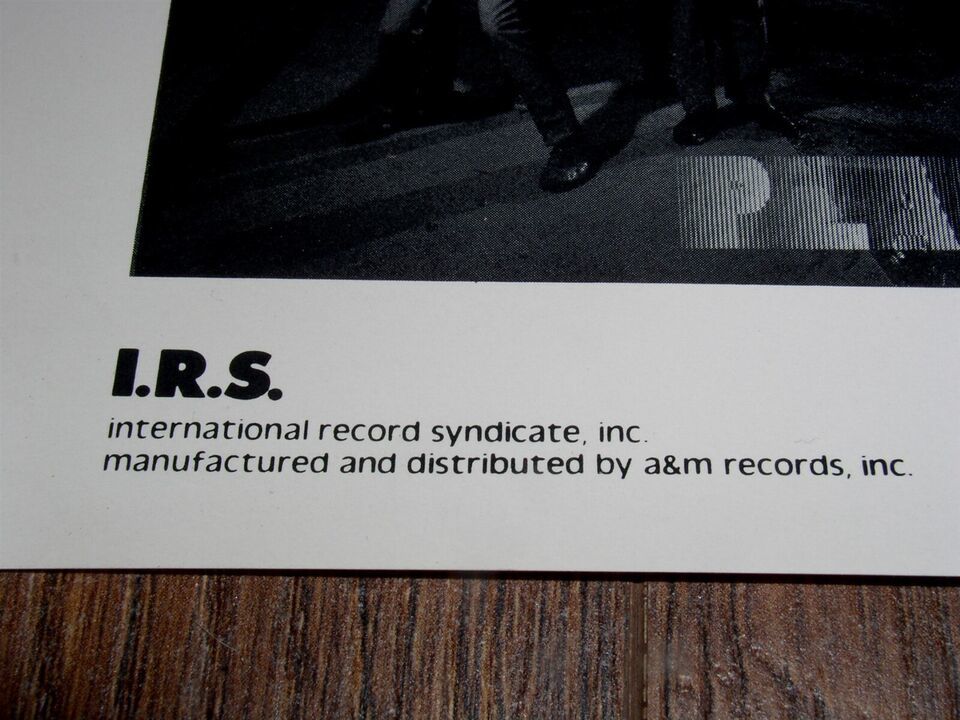 I.R.S.
international record syndicate, inc.
manufactured and distributed by a&m records, inc.